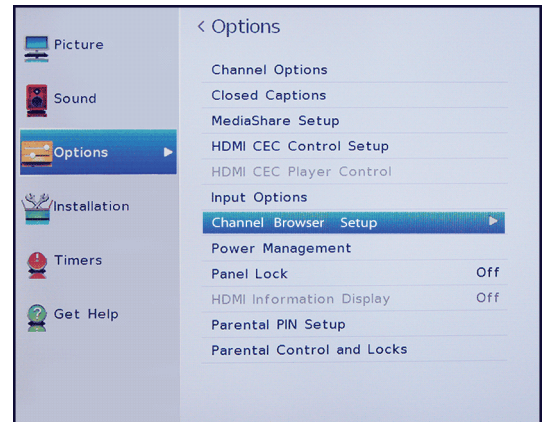 Picture
Sound
Options
Installation
Timers
Get Help
< Options
Channel Options
Closed Captions
MediaShare Setup
HDMI CEC Control Setup
HDMI CEC Player Control
Input Options
Channel Browser Setup
Power Management
Panel Lock Off
HDMI Information Display Off
Parental PIN Setup
Parental Control and Locks